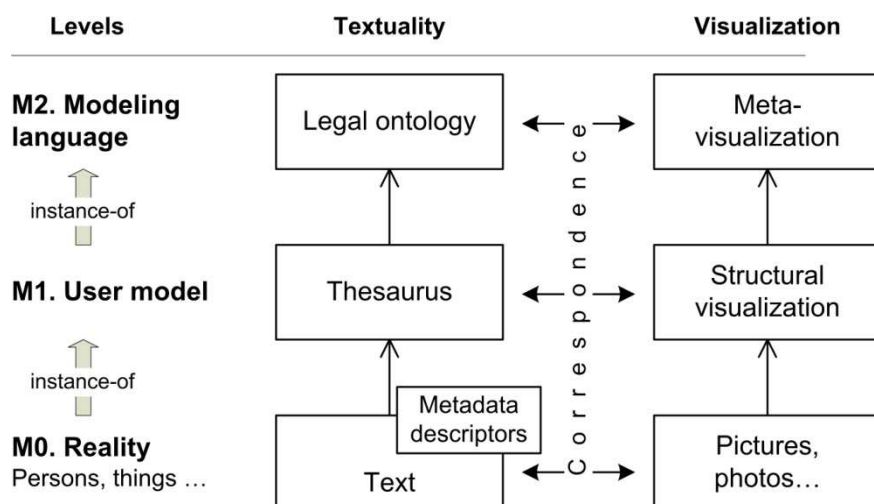 Levels Textuality Visualization
M2. Modeling
language
Legal ontology
Meta-
visualization
instance-of
M1. User model
Thesaurus
Structural
visualization
instance-of
Metadata
descriptors
M0. Reality
Persons, things …
Text
Pictures,
photos…
Correspondence